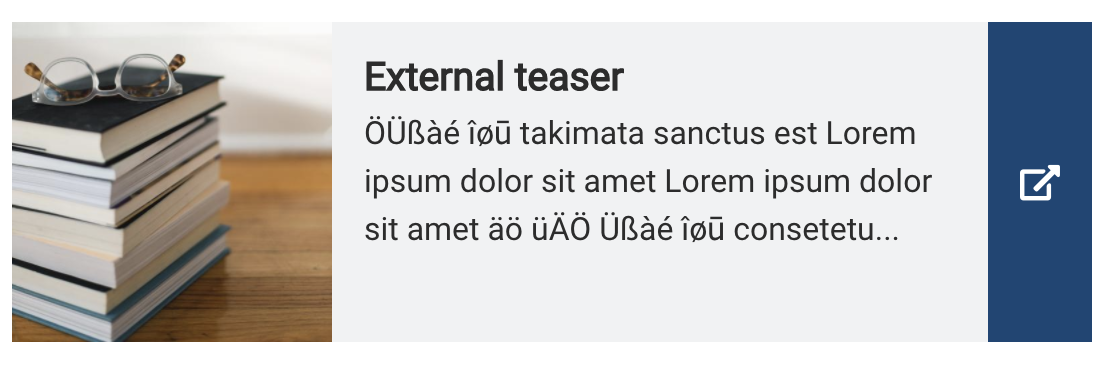 External teaser
ÖÜßàé îøū takimata sanctus est Lorem
ipsum dolor sit amet Lorem ipsum dolor
sit amet äö üÄÖ Üßàé îøū consetetu...